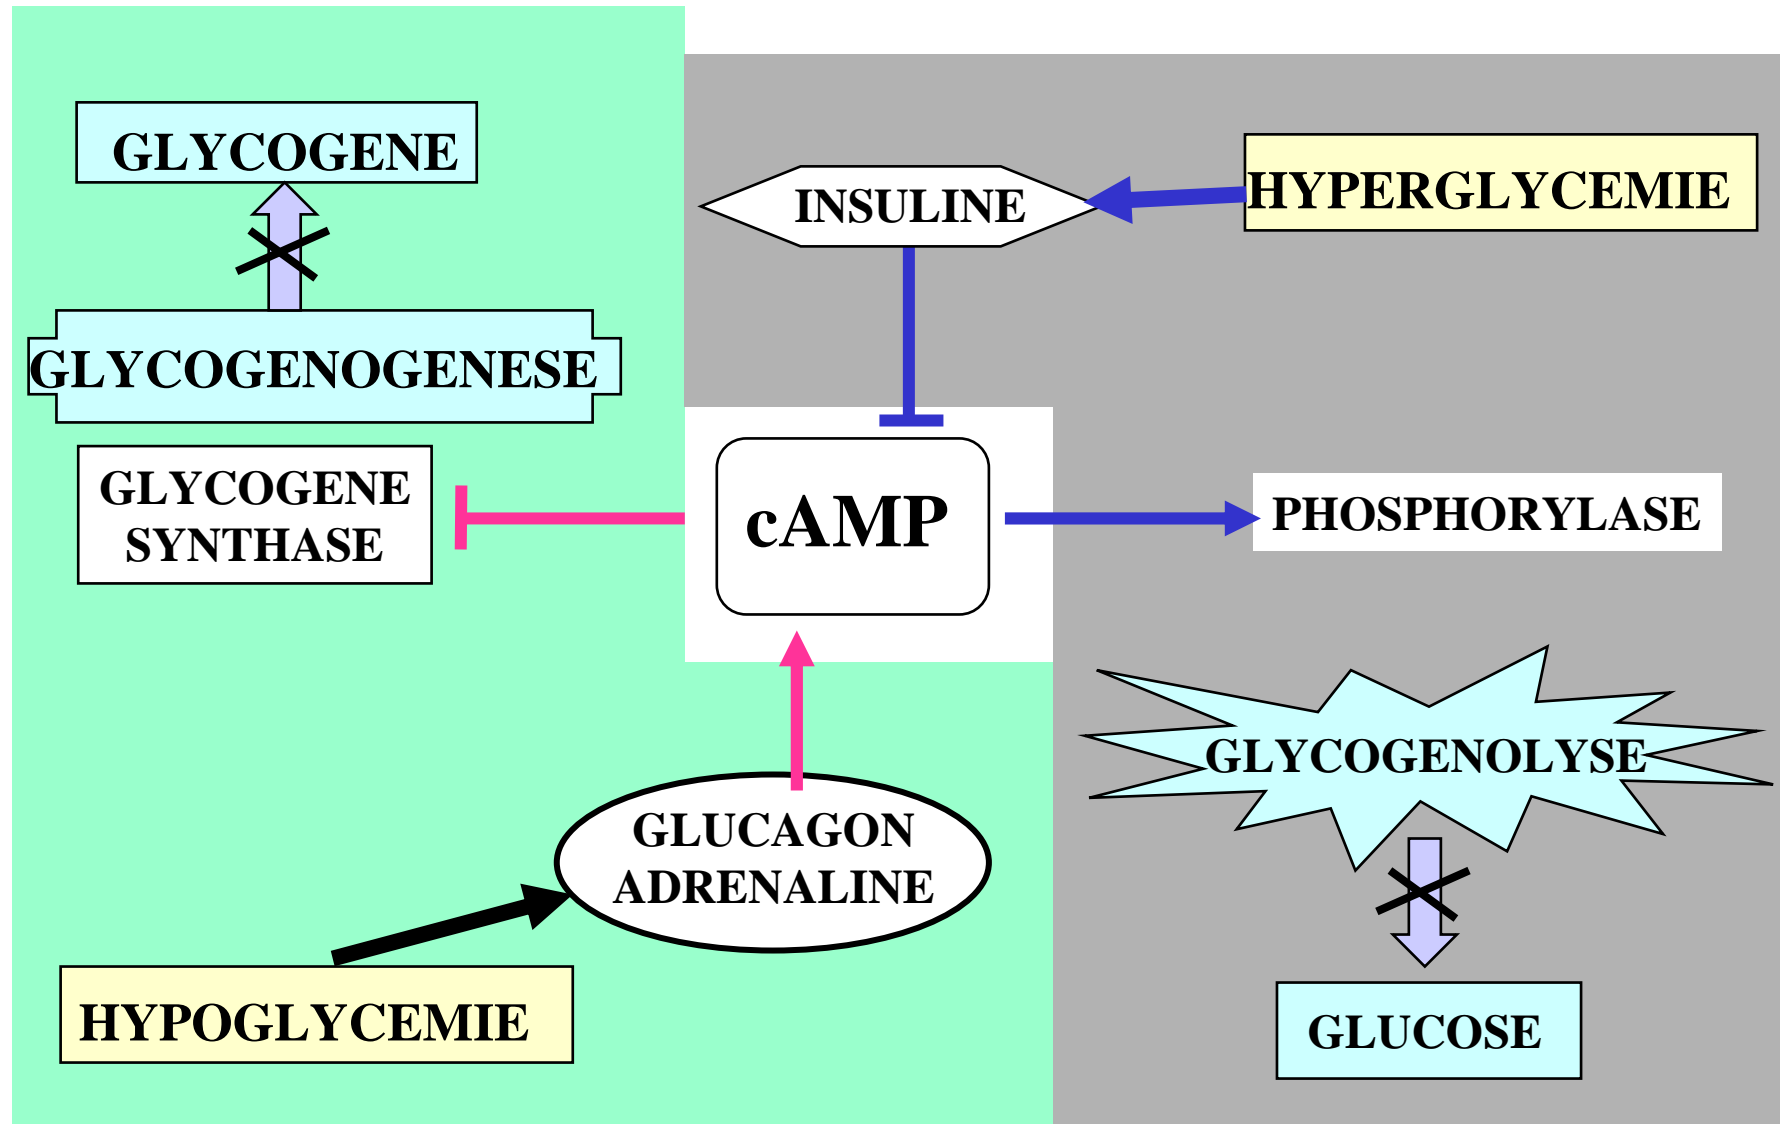 GLYCOGENE
INSULINE
HYPERGLYCEMIE
GLYCOGENOGENESE
GLYCOGENE
SYNTHASE
cAMP
PHOSPHORYLASE
GLYCOGENOLYSE
GLUCAGON
ADRENALINE
HYPOGLYCEMIE
GLUCOSE